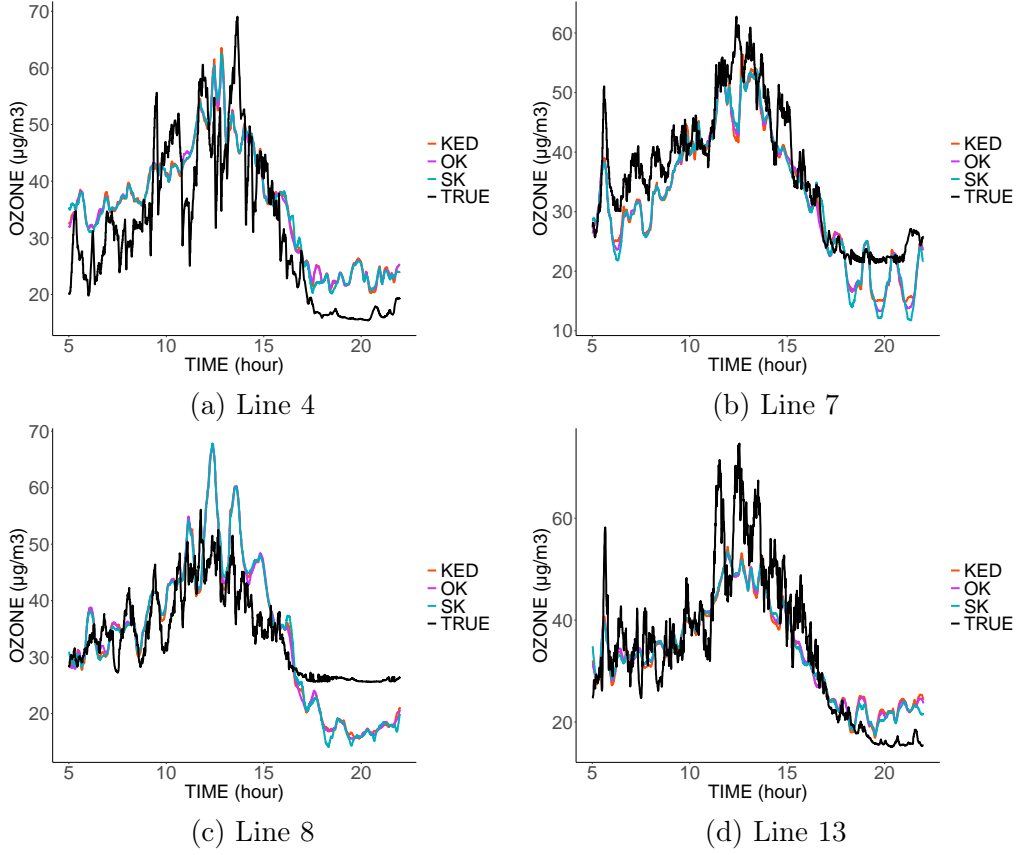 70
60
50
40
30
20
OZONE (µg/m3)
5
10
15
20
TIME (hour)
KED
OK
SK
TRUE
(a) Line 4
60
50
40
30
20
10
OZONE (µg/m3)
5
10
15
20
TIME (hour)
KED
OK
SK
TRUE
(b) Line 7
70
60
50
40
30
20
OZONE (µg/m3)
5
10
15
20
TIME (hour)
KED
OK
SK
TRUE
(c) Line 8
60
40
20
OZONE (µg/m3)
5
10
15
20
TIME (hour)
KED
OK
SK
TRUE
(d) Line 13